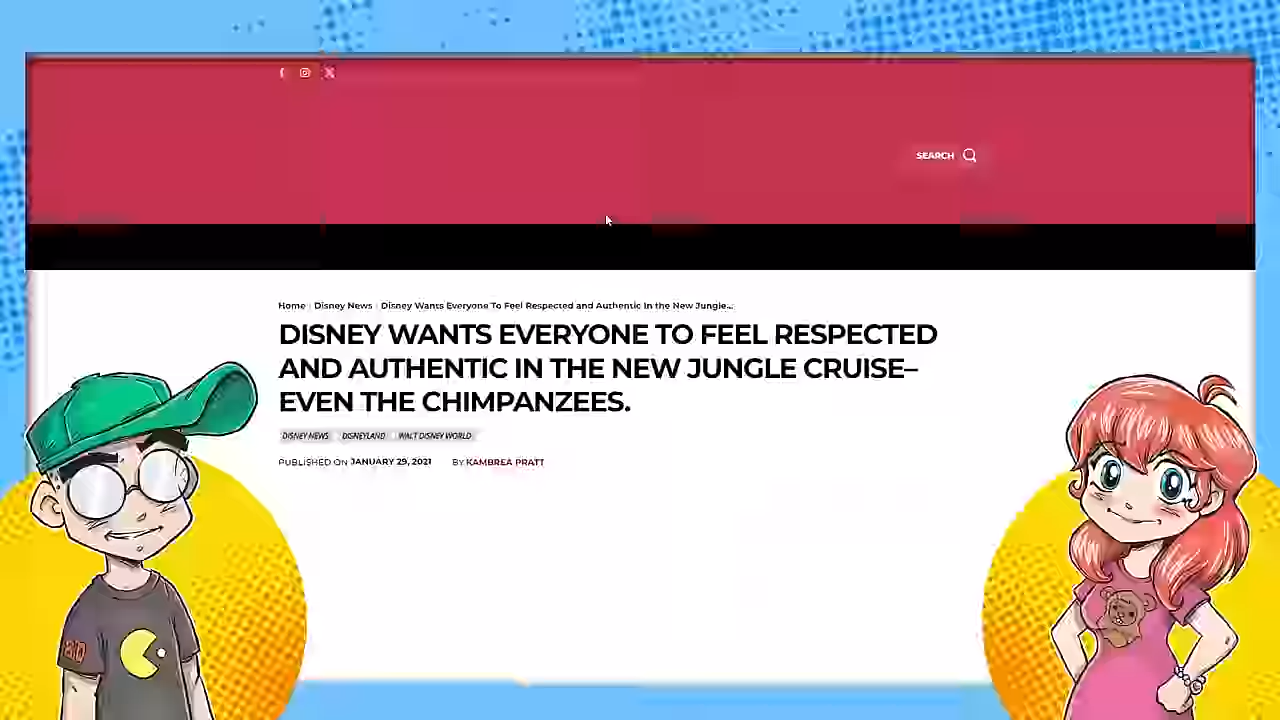 SEARCH
Home Disney News Disney Wants Everyone To Feel Respected and Authentic In the New Jungle...
DISNEY WANTS EVERYONE TO FEEL RESPECTED
AND AUTHENTIC IN THE NEW JUNGLE CRUISE–
EVEN THE CHIMPANZEES.
DISNEY NEWS DISNEYLAND WALT DISNEY WORLD
PUBLISHED ON JANUARY 29, 2021 BY KAMBREA PRATT